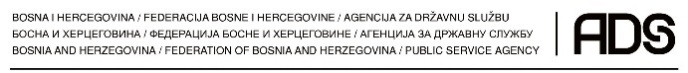 BOSNA I HERCEGOVINA / FEDERACIJA BOSNE I HERCEGOVINE / AGENCIJA ZA DRŽAVNU SLUŽBU
БОСНА И ХЕРЦЕГОВИНА / ФЕДЕРАЦИЈА БОСНЕ И ХЕРЦЕГОВИНЕ / АГЕНЦИЈА ЗА ДРЖАВНУ СЛУЖБУ
BOSNIA AND HERZEGOVINA / FEDERATION OF BOSNIA AND HERZEGOVINA / PUBLIC SERVICE AGENCY
ADS